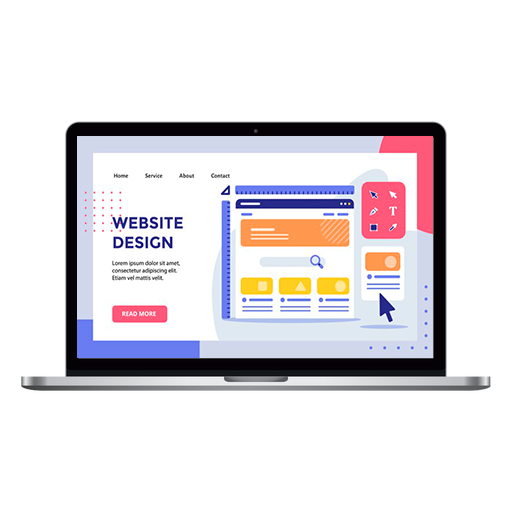 Home Service About Contact
WEBSITE
DESIGN
Lorem ipsum dolor sit amet,
consectetur adipiscing elit.
Etiam vel mattis velit.
READ MORE
T